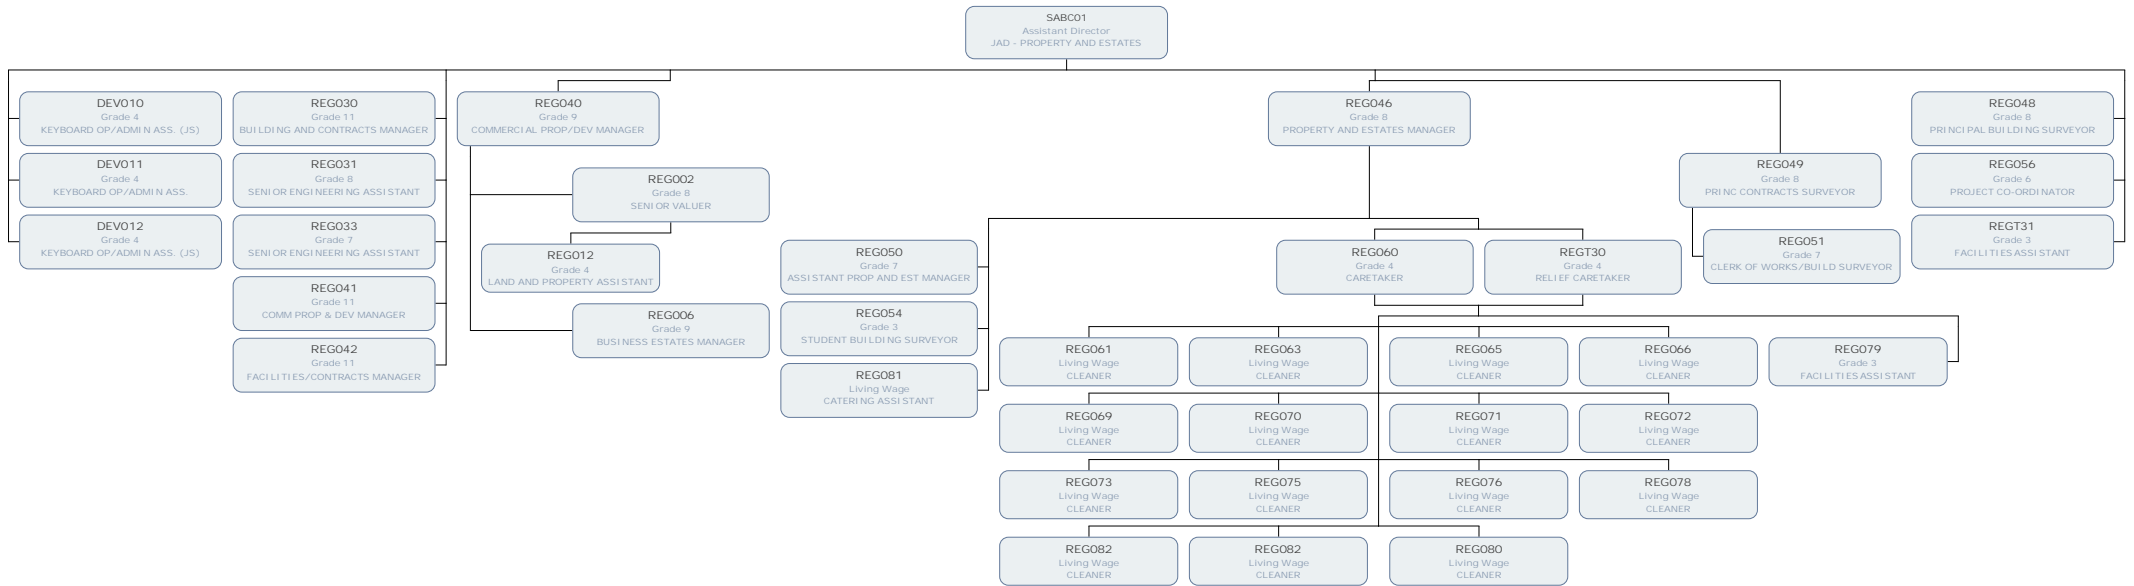 SABC01
Assistant Director
JAD - PROPERTY AND ESTATES
DEV010
Grade 4
KEYBOARD OP/ADMIN ASS. (JS)
DEV011
Grade 4
KEYBOARD OP/ADMIN ASS.
DEV012
Grade 4
KEYBOARD OP/ADMIN ASS. (JS)
REG030
Grade 11
BUILDING AND CONTRACTS MANAGER
REG031
Grade 8
SENIOR ENGINEERING ASSISTANT
REG033
Grade 7
SENIOR ENGINEERING ASSISTANT
REG041
Grade 11
COMM PROP & DEV MANAGER
REG042
Grade 11
FACILITIES/CONTRACTS MANAGER
REG040
Grade 9
COMMERCIAL PROP/DEV MANAGER
REG002
Grade 8
SENIOR VALUER
REG012
Grade 4
LAND AND PROPERTY ASSISTANT
REG006
Grade 9
BUSINESS ESTATES MANAGER
REG046
Grade 8
PROPERTY AND ESTATES MANAGER
REG050
Grade 7
ASSISTANT PROP AND EST MANAGER
REG054
Grade 3
STUDENT BUILDING SURVEYOR
REG081
Living Wage
CATERING ASSISTANT
REG060
Grade 4
CARETAKER
REGT30
Grade 4
RELIEF CARETAKER
REG061
Living Wage
CLEANER
REG063
Living Wage
CLEANER
REG065
Living Wage
CLEANER
REG066
Living Wage
CLEANER
REG079
Grade 3
FACILITIES ASSISTANT
REG069
Living Wage
CLEANER
REG070
Living Wage
CLEANER
REG071
Living Wage
CLEANER
REG072
Living Wage
CLEANER
REG073
Living Wage
CLEANER
REG075
Living Wage
CLEANER
REG076
Living Wage
CLEANER
REG078
Living Wage
CLEANER
REG082
Living Wage
CLEANER
REG082
Living Wage
CLEANER
REG080
Living Wage
CLEANER
REG049
Grade 8
PRINC CONTRACTS SURVEYOR
REG051
Grade 7
CLERK OF WORKS/BUILD SURVEYOR
REG048
Grade 8
PRINCIPAL BUILDING SURVEYOR
REG056
Grade 6
PROJECT CO-ORDINATOR
REGT31
Grade 3
FACILITIES ASSISTANT